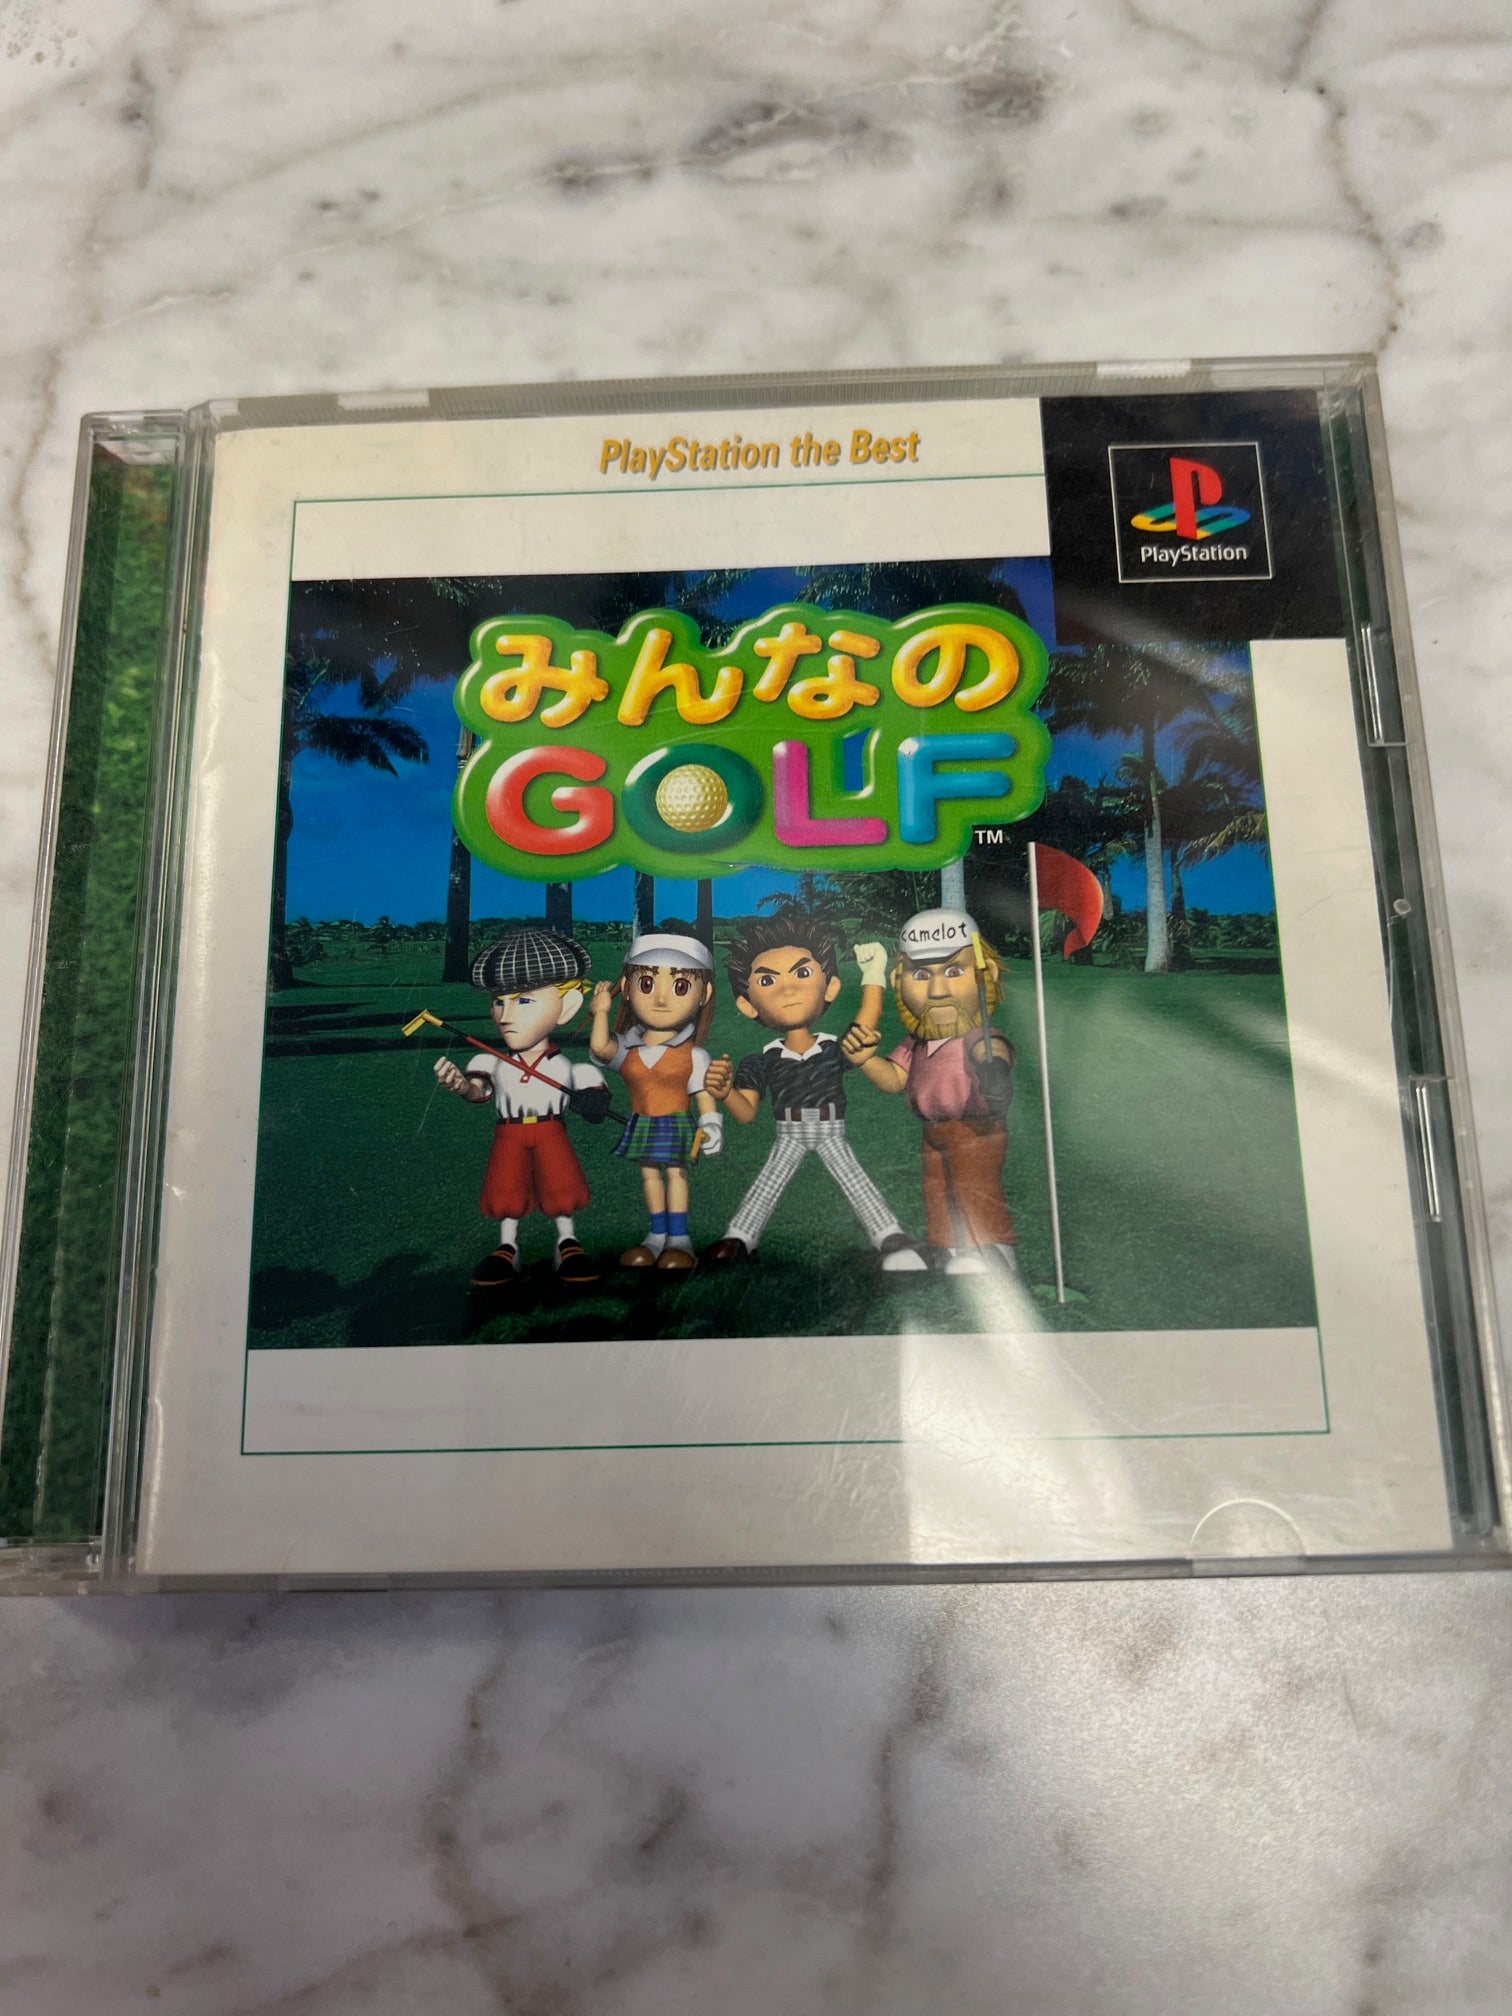 PlayStation the Best
PlayStation
みんなの
GOLF
TM
camelot